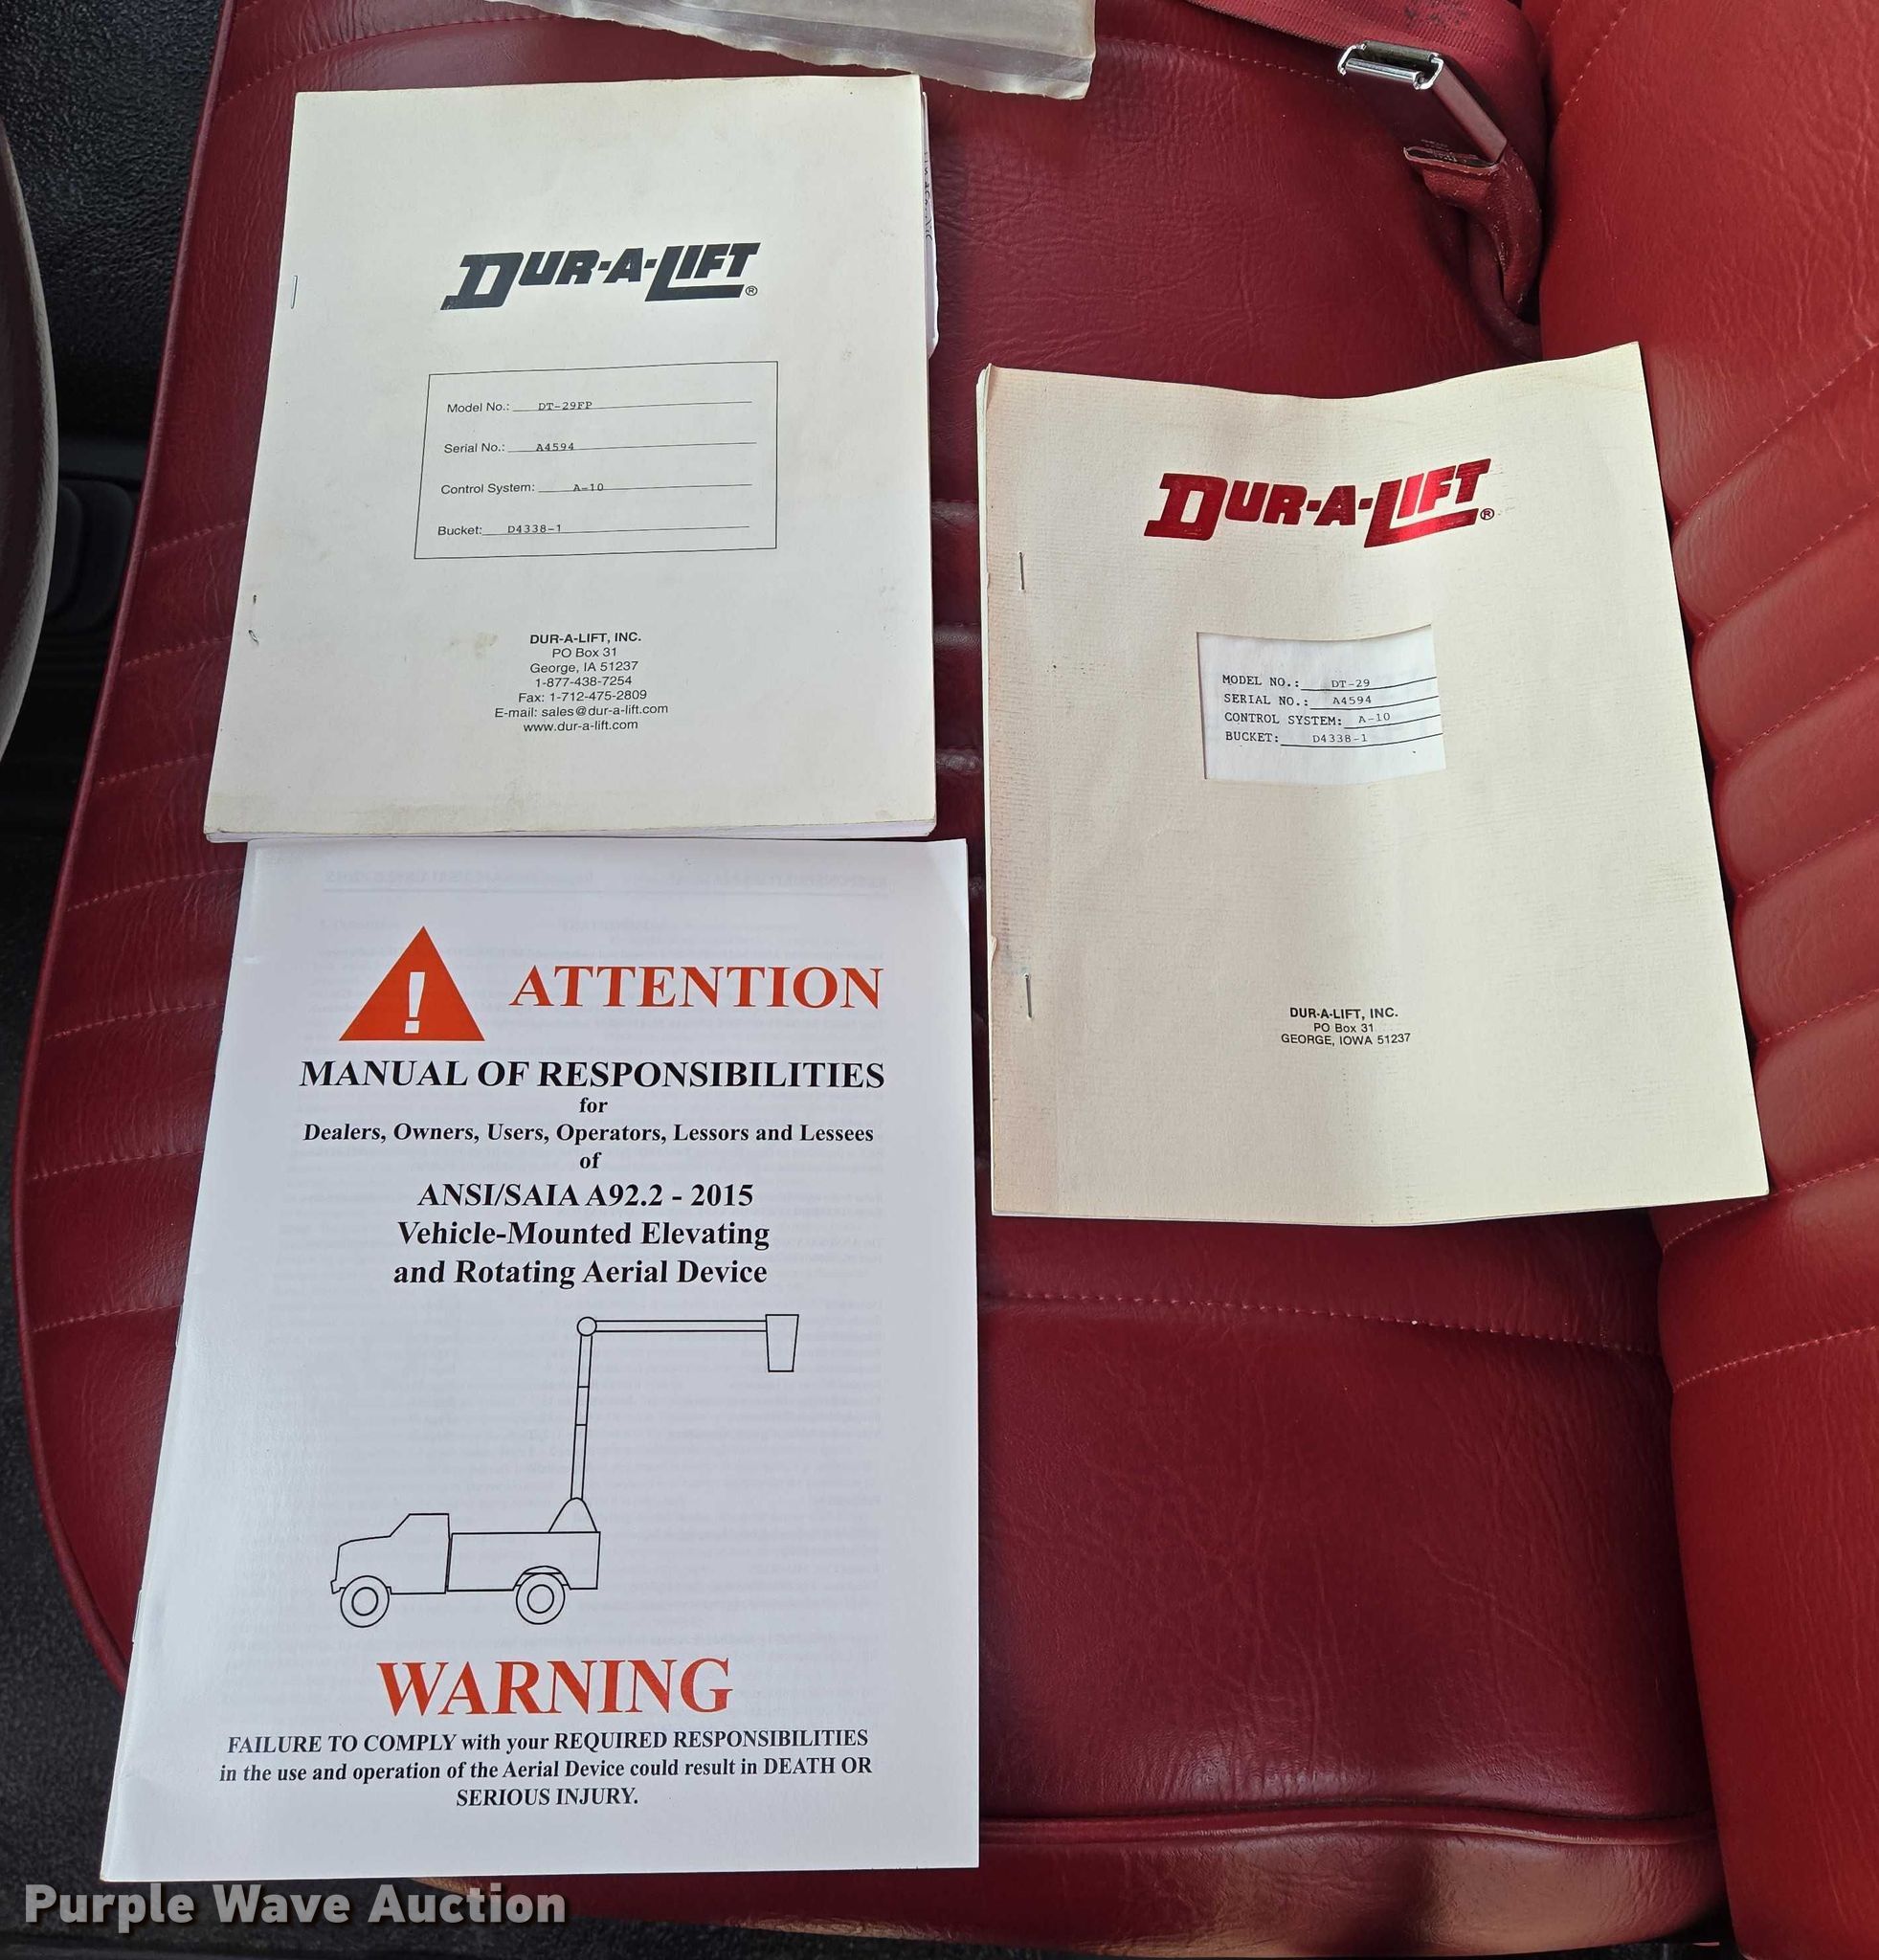 DUR-A-LIFT®
Model No.: DT-29FP
Serial No.: A4594
Control System: A-10
Bucket: D4338-1
DUR-A-LIFT, INC.
PO Box 31
George, IA 51237
1-877-438-7254
Fax: 1-712-475-2809
E-mail: sales@dur-a-lift.com
www.dur-a-lift.com
DUR-A-LIFT®
MODEL NO.: DT-29
SERIAL NO.: A4594
CONTROL SYSTEM: A-10
BUCKET: D4338-1
DUR-A-LIFT, INC.
PO Box 31
GEORGE, IOWA 51237
! ATTENTION
MANUAL OF RESPONSIBILITIES
for
Dealers, Owners, Users, Operators, Lessors and Lessees
of
ANSI/SAIA A92.2 - 2015
Vehicle-Mounted Elevating
and Rotating Aerial Device
WARNING
FAILURE TO COMPLY with your REQUIRED RESPONSIBILITIES
in the use and operation of the Aerial Device could result in DEATH OR
SERIOUS INJURY.
Purple Wave Auction